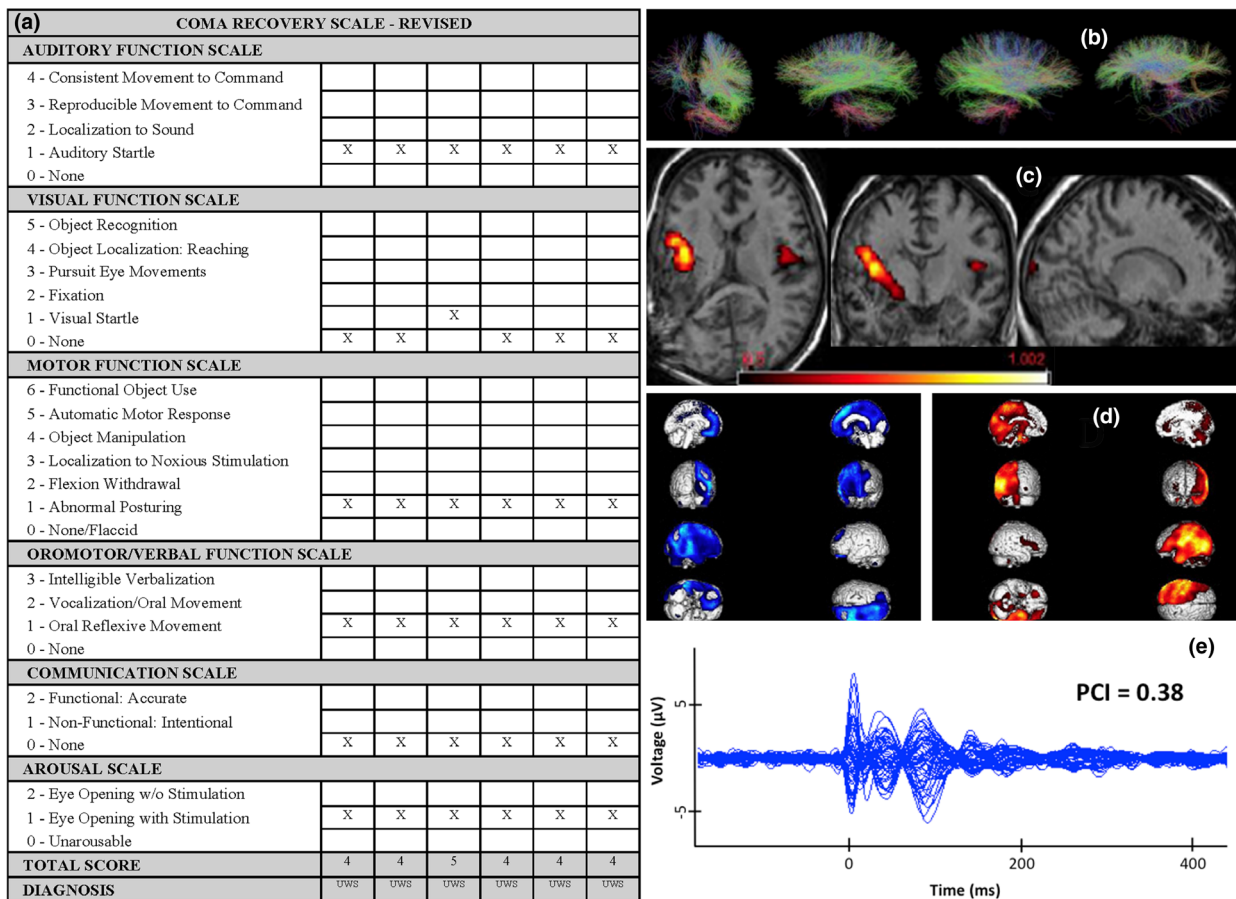 (a) COMA RECOVERY SCALE - REVISED
AUDITORY FUNCTION SCALE
4 - Consistent Movement to Command
3 - Reproducible Movement to Command
2 - Localization to Sound
1 - Auditory Startle X X X X X X
0 - None
VISUAL FUNCTION SCALE
5 - Object Recognition
4 - Object Localization: Reaching
3 - Pursuit Eye Movements
2 - Fixation
1 - Visual Startle X
0 - None X X X X X
MOTOR FUNCTION SCALE
6 - Functional Object Use
5 - Automatic Motor Response
4 - Object Manipulation
3 - Localization to Noxious Stimulation
2 - Flexion Withdrawal
1 - Abnormal Posturing X X X X X X
0 - None/Flaccid
OROMOTOR/VERBAL FUNCTION SCALE
3 - Intelligible Verbalization
2 - Vocalization/Oral Movement
1 - Oral Reflexive Movement X X X X X X
0 - None
COMMUNICATION SCALE
2 - Functional: Accurate
1 - Non-Functional: Intentional
0 - None X X X X X X
AROUSAL SCALE
2 - Eye Opening w/o Stimulation
1 - Eye Opening with Stimulation X X X X X X
0 - Unarousable
TOTAL SCORE 4 4 5 4 4 4
DIAGNOSIS UWS UWS UWS UWS UWS UWS
(b)
(c)
1.002
(d)
(e)
PCI = 0.38
Voltage (µV)
5
-5
0 200 400
Time (ms)